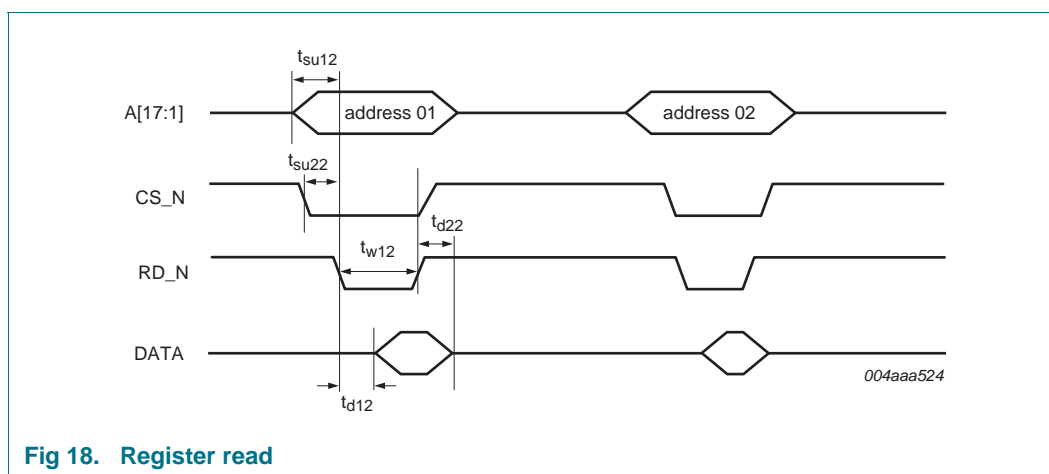 tsu12
A[17:1]
address 01
address 02
tsu22
CS_N
td22
tw12
RD_N
DATA
004aaa524
td12
Fig 18. Register read